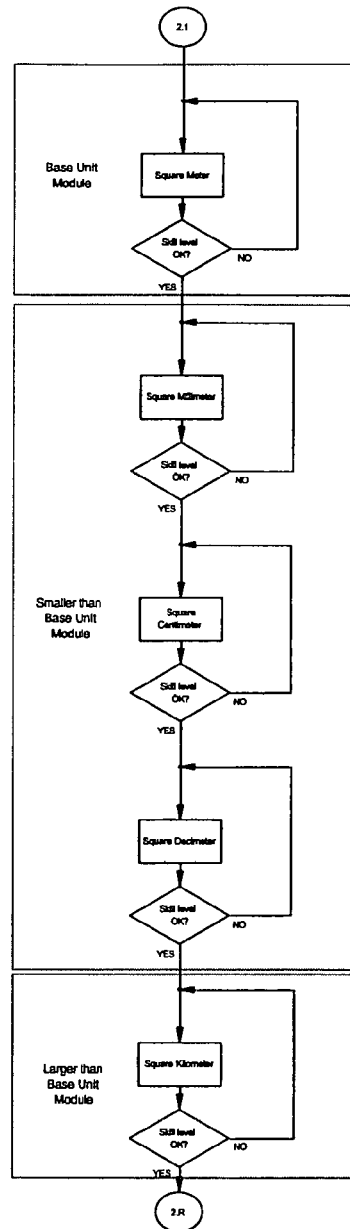 2.1
Base Unit
Module
Square Meter
Skill level
OK?
NO
YES
Square Millimeter
Skill level
OK?
NO
YES
Smaller than
Base Unit
Module
Square
Centimeter
Skill level
OK?
NO
YES
Square Decimeter
Skill level
OK?
NO
YES
Larger than
Base Unit
Module
Square Kilometer
Skill level
OK?
NO
YES
2.R